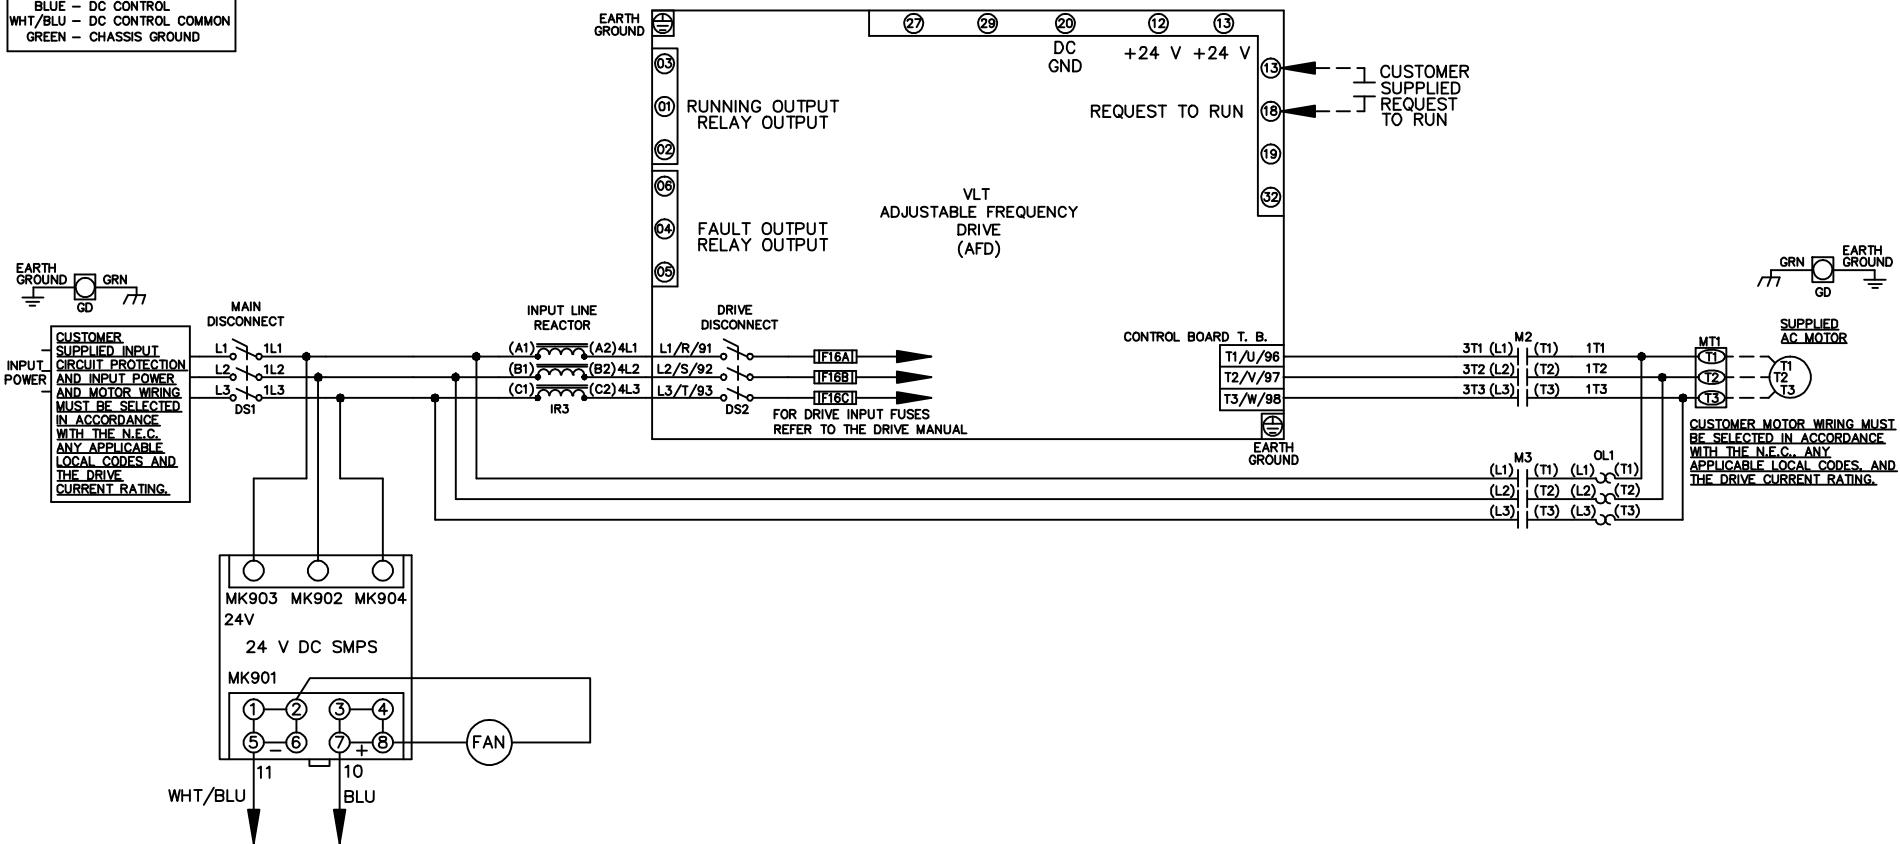 BLUE – DC CONTROL
WHT/BLU – DC CONTROL COMMON
GREEN – CHASSIS GROUND
EARTH
GROUND
27 29 20 12 13
DC
GND
+24 V +24 V
03
01
02
RUNNING OUTPUT
RELAY OUTPUT
06
04
05
FAULT OUTPUT
RELAY OUTPUT
REQUEST TO RUN
13
18
19
32
CUSTOMER
SUPPLIED
REQUEST
TO RUN
VLT
ADJUSTABLE FREQUENCY
DRIVE
(AFD)
EARTH
GROUND
GRN
GD
INPUT
POWER
CUSTOMER
SUPPLIED INPUT
CIRCUIT PROTECTION
AND INPUT POWER
AND MOTOR WIRING
MUST BE SELECTED
IN ACCORDANCE
WITH THE N.E.C.
ANY APPLICABLE
LOCAL CODES AND
THE DRIVE
CURRENT RATING.
MAIN
DISCONNECT
L1 1L1
L2 1L2
L3 1L3
DS1
INPUT LINE
REACTOR
(A1) (A2) 4L1
(B1) (B2) 4L2
(C1) (C2) 4L3
IR3
DRIVE
DISCONNECT
L1/R/91
L2/S/92
L3/T/93
DS2
F16A
F16B
F16C
FOR DRIVE INPUT FUSES
REFER TO THE DRIVE MANUAL
CONTROL BOARD T. B.
T1/U/96
T2/V/97
T3/W/98
EARTH
GROUND
M2
3T1 (L1) (T1) 1T1
3T2 (L2) (T2) 1T2
3T3 (L3) (T3) 1T3
MT1
T1
T2
T3
SUPPLIED
AC MOTOR
T1
T2
T3
GRN
EARTH
GROUND
GD
CUSTOMER MOTOR WIRING MUST
BE SELECTED IN ACCORDANCE
WITH THE N.E.C., ANY
APPLICABLE LOCAL CODES, AND
THE DRIVE CURRENT RATING.
M3 OL1
(L1) (T1) (L1) (T1)
(L2) (T2) (L2) (T2)
(L3) (T3) (L3) (T3)
MK903 MK902 MK904
24V
24 V DC SMPS
MK901
1 2 3 4
5 – 6 7 + 8
FAN
11 10
WHT/BLU BLU